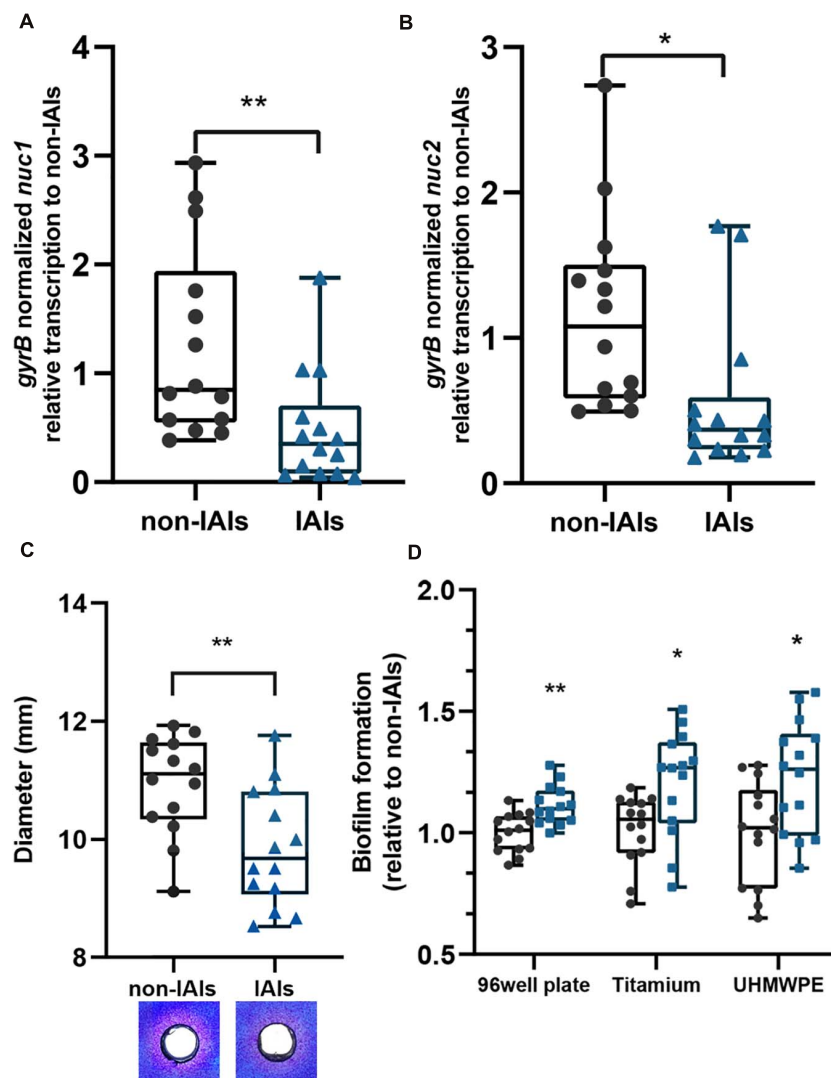 A
gyrB normalized nuc1
relative transcription to non-IAIs
4
3
2
1
0
**
non-IAIs
IAIs
B
gyrB normalized nuc2
relative transcription to non-IAIs
3
2
1
0
*
non-IAIs
IAIs
C
Diameter (mm)
14
12
10
8
**
non-IAIs
IAIs
D
Biofilm formation
(relative to non-IAIs)
2.0
1.5
1.0
0.5
**
*
*
96well plate
Titamium
UHMWPE